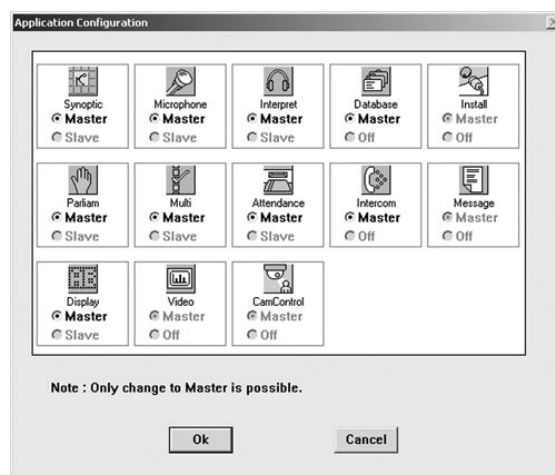 Application Configuration
Synoptic Microphone Interpret Database Install
Master Master Master Master Master
Slave Slave Slave Off Off
Parliam Multi Attendance Intercom Message
Master Master Master Master Master
Slave Slave Slave Off Slave
Display Video CamControl
Master Master Master
Slave Off Off
Note : Only change to Master is possible.
Ok Cancel